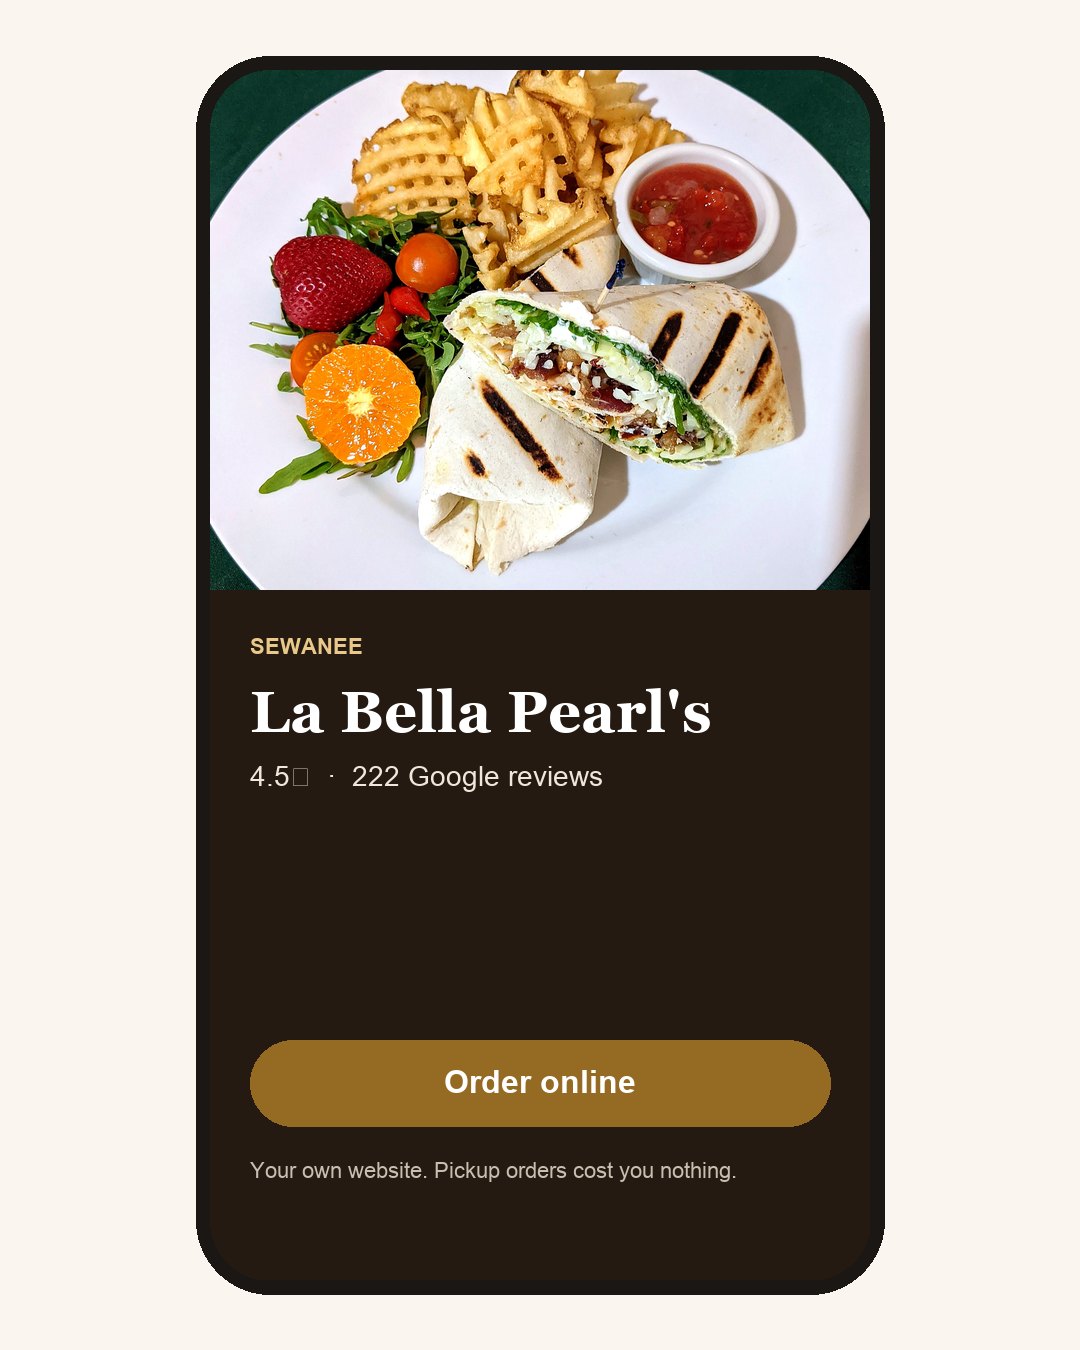 SEWANEE
La Bella Pearl's
4.5□ · 222 Google reviews
Order online
Your own website. Pickup orders cost you nothing.